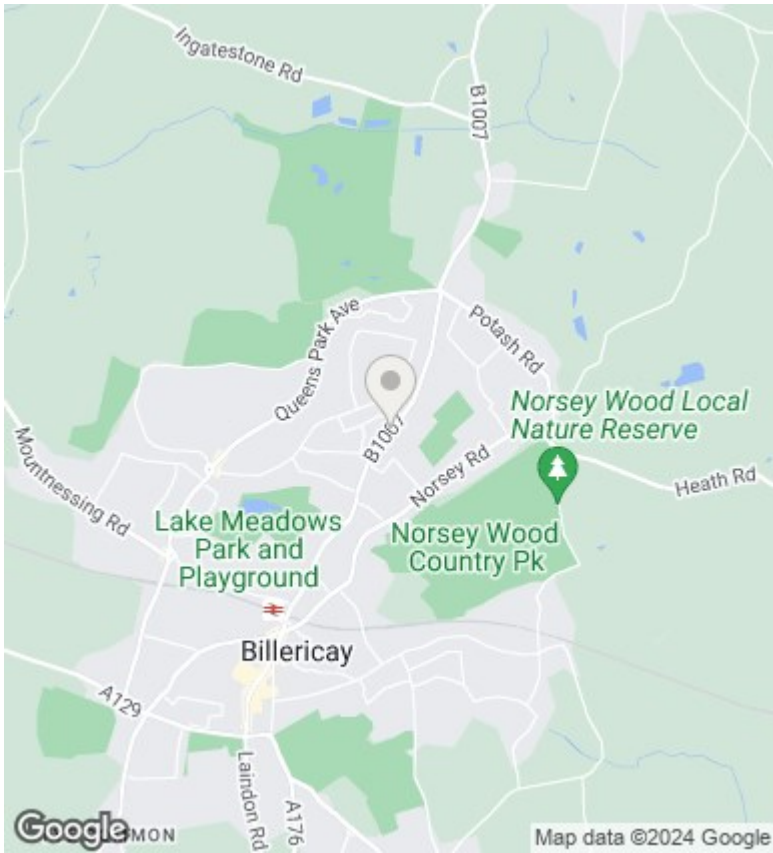 Ingatestone Rd
B1007
Queens Park Ave
Potash Rd
Norsey Wood Local
Nature Reserve
B1007
Norsey Rd
Heath Rd
Mountnessing Rd
Lake Meadows
Park and
Playground
Norsey Wood
Country Pk
Billericay
A129
Laindon Rd
A176
Google
Map data ©2024 Google